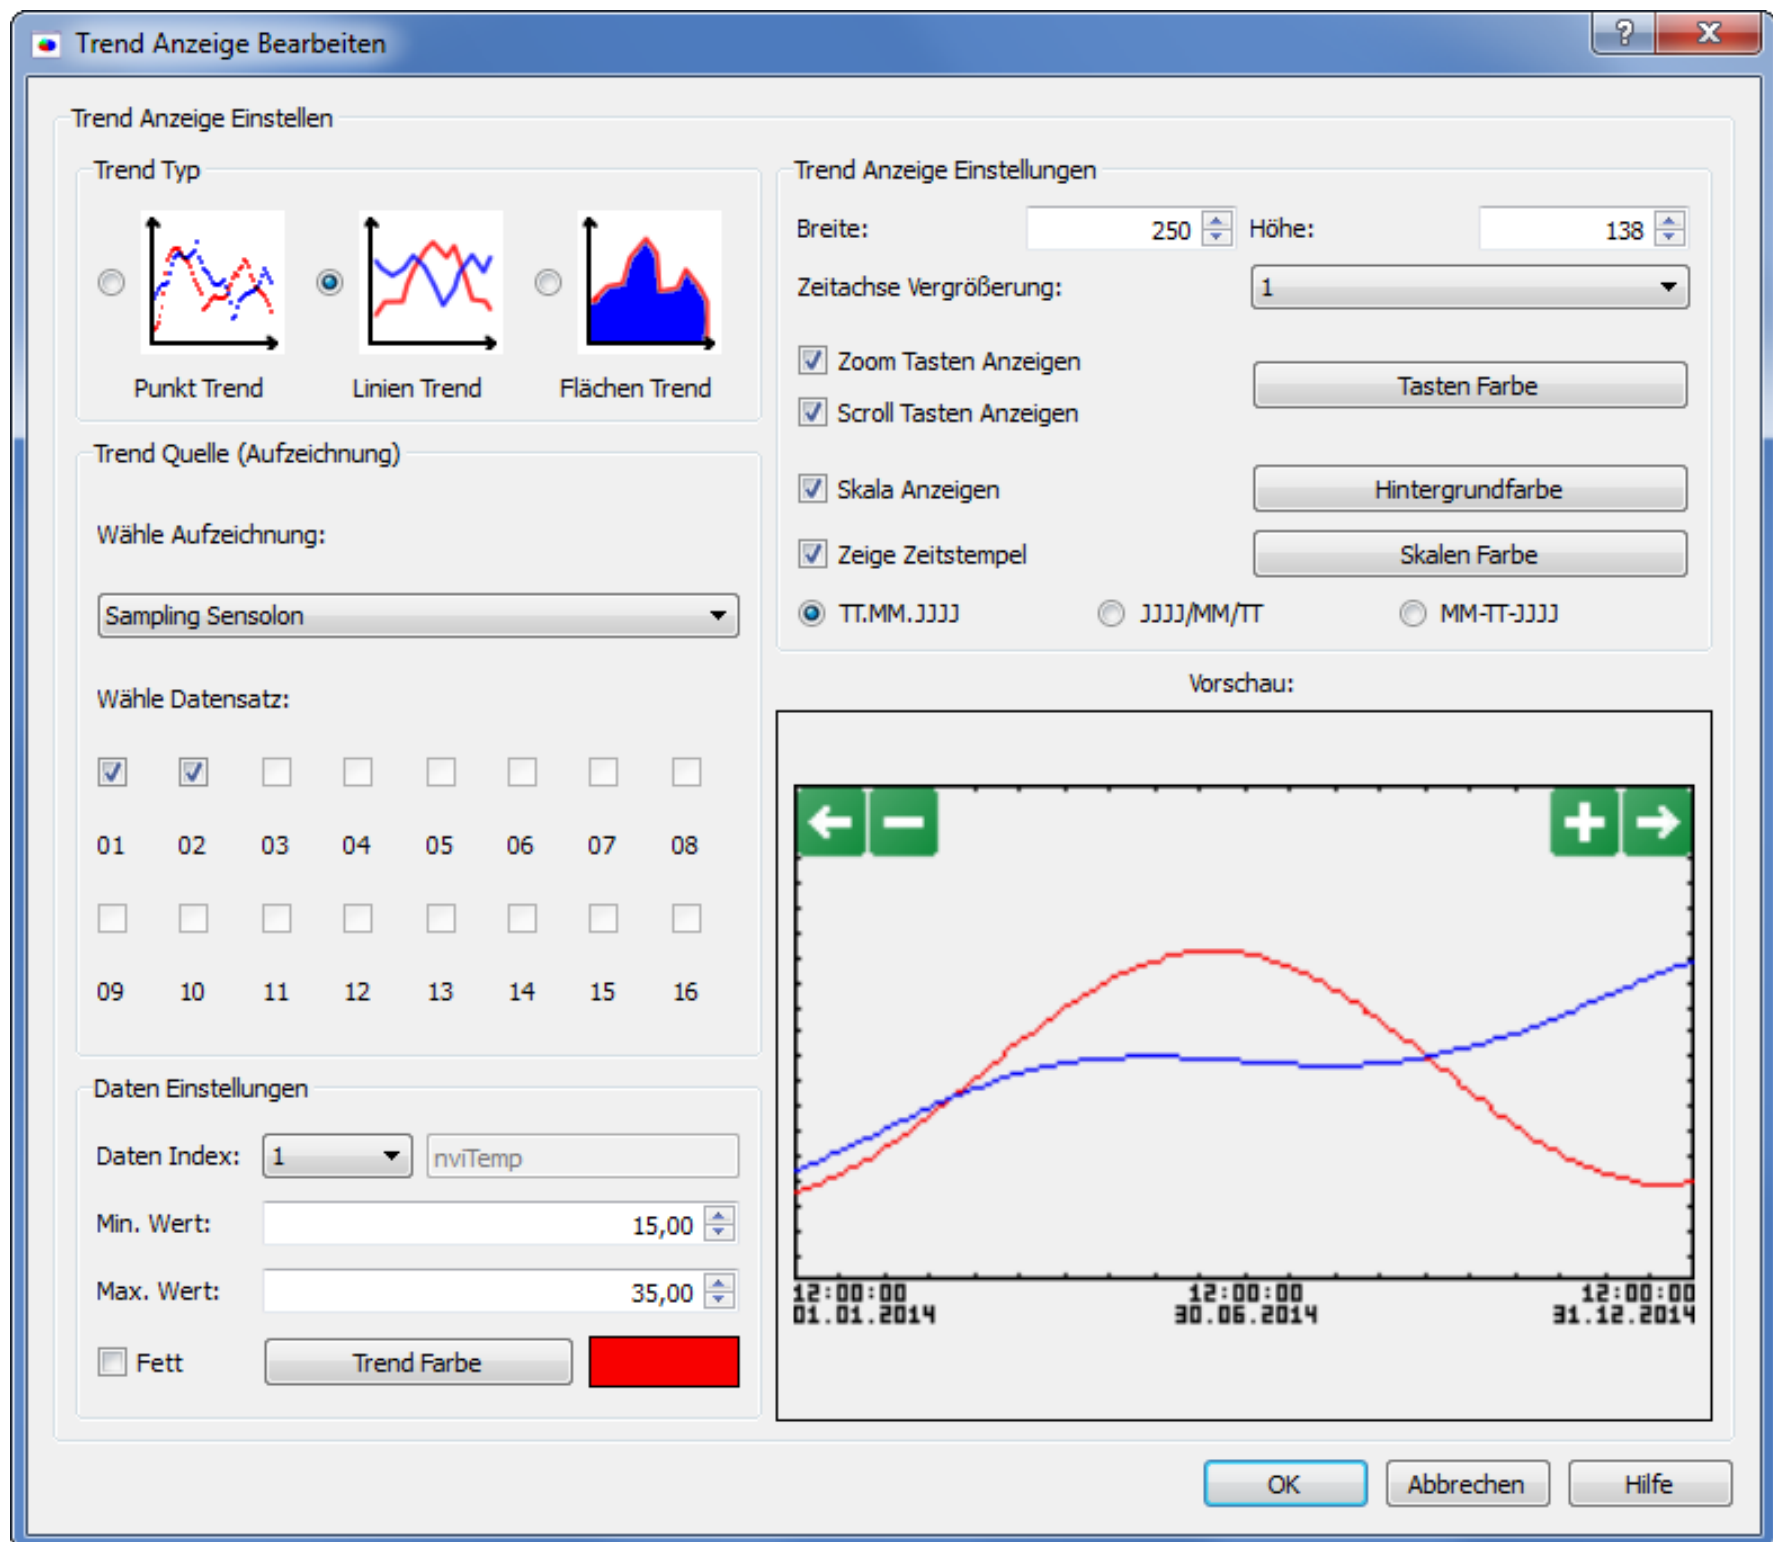 Trend Anzeige Bearbeiten
Trend Anzeige Einstellen
Trend Typ
Punkt Trend
Linien Trend
Flächen Trend
Trend Quelle (Aufzeichnung)
Wähle Aufzeichnung:
Sampling Sensolon
Wähle Datensatz:
01 02 03 04 05 06 07 08
09 10 11 12 13 14 15 16
Daten Einstellungen
Daten Index: 1 nviTemp
Min. Wert: 15,00
Max. Wert: 35,00
Fett Trend Farbe
Trend Anzeige Einstellungen
Breite: 250 Höhe: 138
Zeitachse Vergrößerung: 1
Zoom Tasten Anzeigen
Tasten Farbe
Scroll Tasten Anzeigen
Skala Anzeigen Hintergrundfarbe
Zeige Zeitstempel Skalen Farbe
TT.MM.JJJJ JJJJ/MM/TT MM-TT-JJJJ
Vorschau:
12:00:00 12:00:00 12:00:00
01.01.2014 30.06.2014 31.12.2014
OK Abbrechen Hilfe